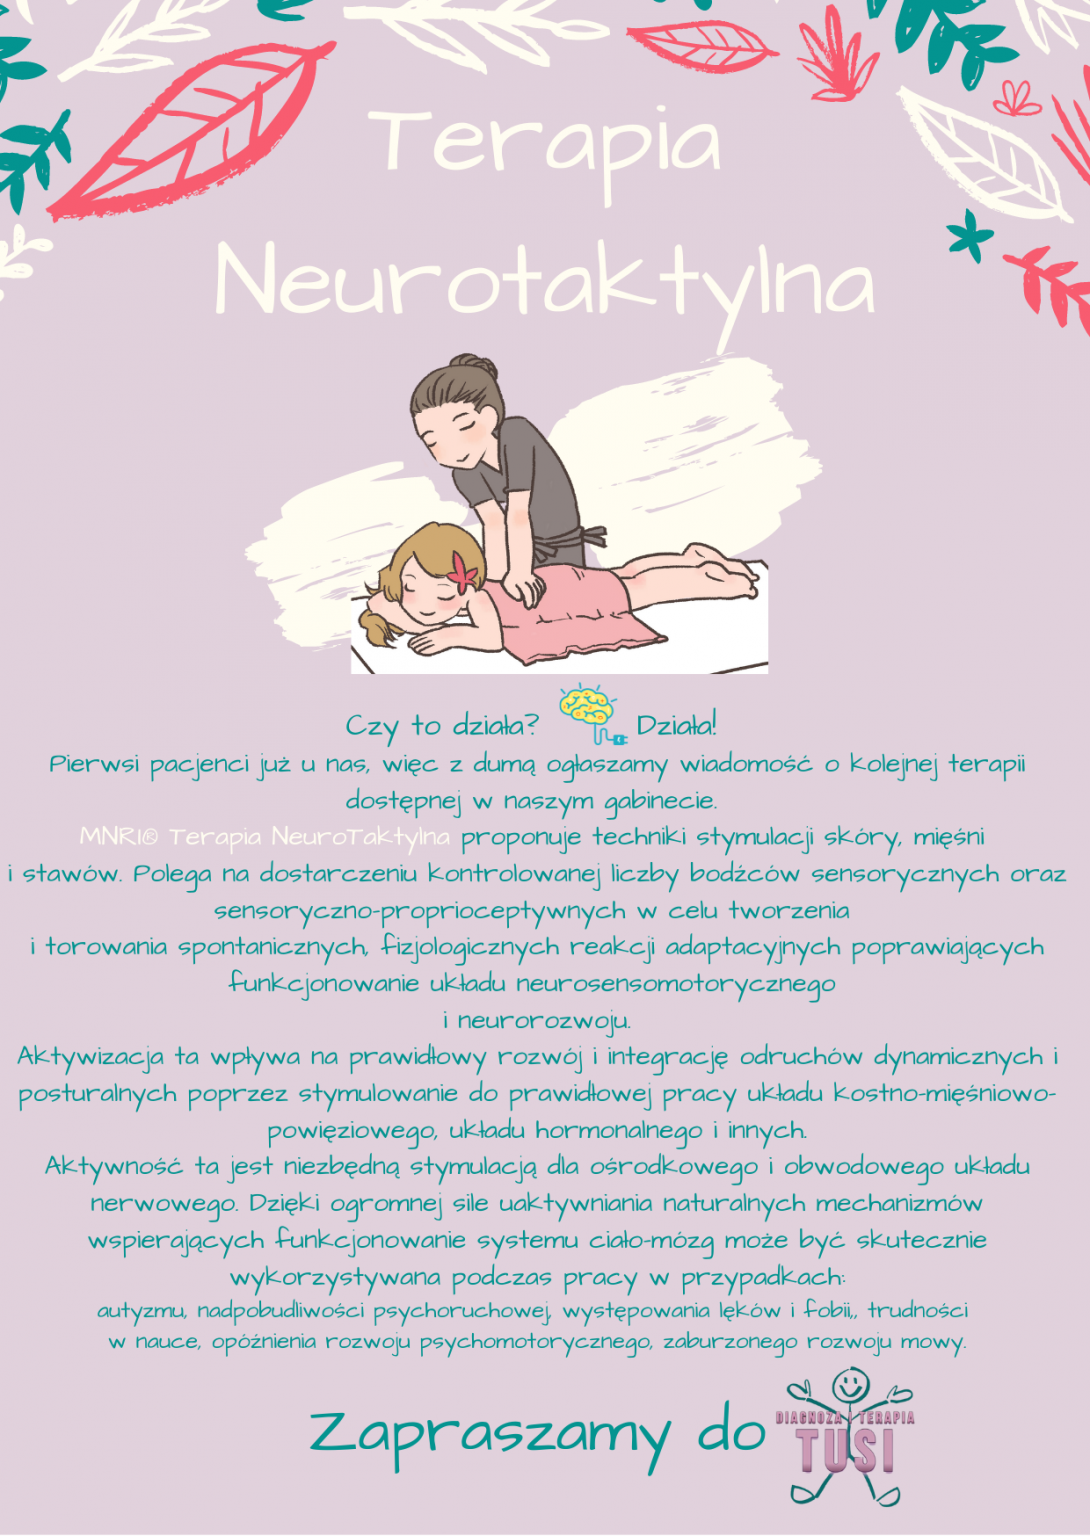 Terapia
Neurotaktylna
Czy to działa? Działa!
Pierwsi pacjenci już u nas, więc z dumą ogłaszamy wiadomość o kolejnej terapii
dostępnej w naszym gabinecie.
MNRI® Terapia NeuroTaktylna proponuje techniki stymulacji skóry, mięśni
i stawów. Polega na dostarczeniu kontrolowanej liczby bodźców sensorycznych oraz
sensoryczno-proprioceptywnych w celu tworzenia
i torowania spontanicznych, fizjologicznych reakcji adaptacyjnych poprawiających
funkcjonowanie układu neurosensomotorycznego
i neurorozwoju.
Aktywizacja ta wpływa na prawidłowy rozwój i integrację odruchów dynamicznych i
posturalnych poprzez stymulowanie do prawidłowej pracy układu kostno-mięśniowo-
powięziowego, układu hormonalnego i innych.
Aktywność ta jest niezbędną stymulacją dla ośrodkowego i obwodowego układu
nerwowego. Dzięki ogromnej sile uaktywniania naturalnych mechanizmów
wspierających funkcjonowanie systemu ciało-mózg może być skutecznie
wykorzystywana podczas pracy w przypadkach:
autyzmu, nadpobudliwości psychoruchowej, występowania lęków i fobii,, trudności
w nauce, opóźnienia rozwoju psychomotorycznego, zaburzonego rozwoju mowy.
Zapraszamy do
DIAGNOZA I TERAPIA
TUSI